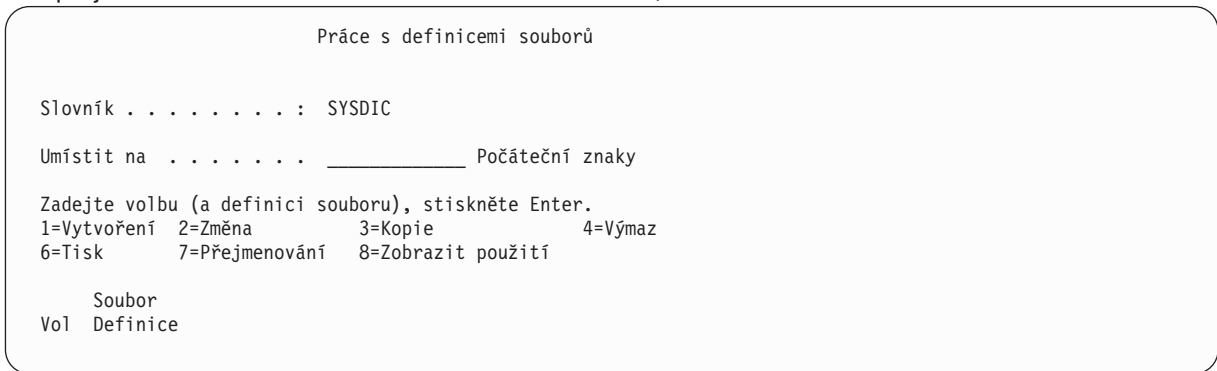 Práce s definicemi souborů
Slovník . . . . . . . . : SYSDIC
Umístit na . . . . . . . _____________ Počáteční znaky
Zadejte volbu (a definici souboru), stiskněte Enter.
1=Vytvoření 2=Změna 3=Kopie 4=Výmaz
6=Tisk 7=Přejmenování 8=Zobrazit použití
Soubor
Vol Definice